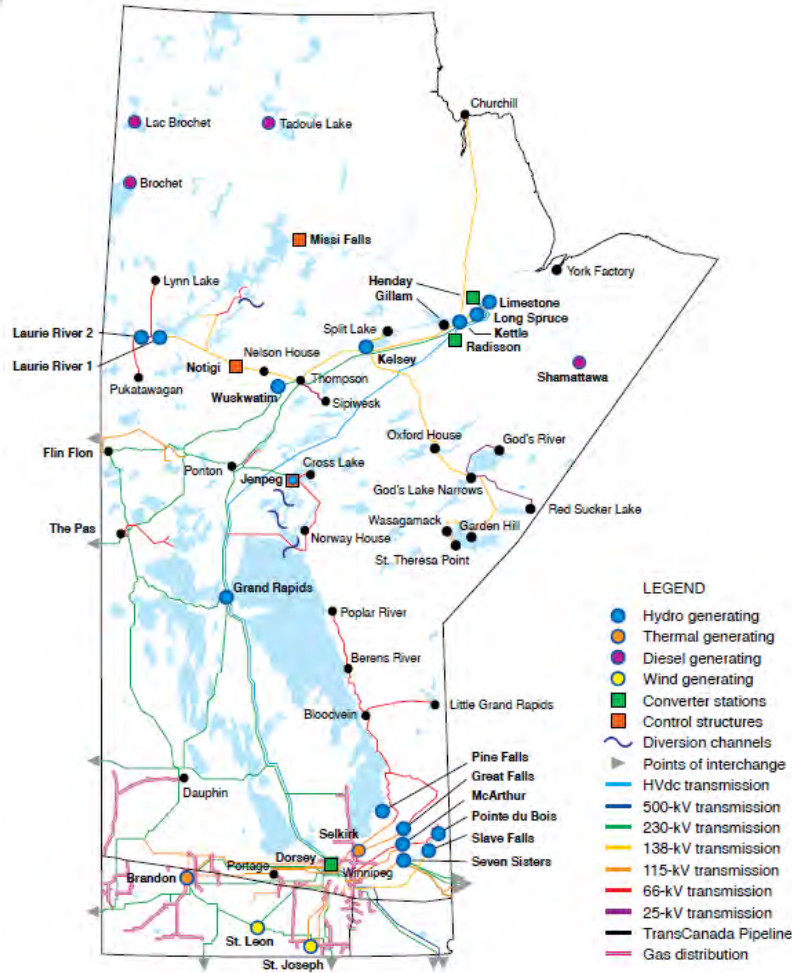 Churchill
Lac Brochet
Tadoule Lake
Brochet
Missi Falls
York Factory
Lynn Lake
Henday
Gillam
Limestone
Long Spruce
Kettle
Radisson
Laurie River 2
Laurie River 1
Split Lake
Kelsey
Nelson House
Notigi
Thompson
Shamattawa
Pukatawagan
Wuskwatim
Sipiwesk
Oxford House
God's River
Flin Flon
Ponton
Cross Lake
Jenpeg
God's Lake Narrows
Red Sucker Lake
The Pas
Norway House
Wasagamack
Garden Hill
St. Theresa Point
Grand Rapids
Poplar River
Berens River
Bloodvein
Little Grand Rapids
Dauphin
Pine Falls
Great Falls
McArthur
Pointe du Bois
Slave Falls
Seven Sisters
Selkirk
Dorsey
Winnipeg
Portage
Brandon
St. Leon
St. Joseph
LEGEND
Hydro generating
Thermal generating
Diesel generating
Wind generating
Converter stations
Control structures
Diversion channels
Points of interchange
HVdc transmission
500-kV transmission
230-kV transmission
138-kV transmission
115-kV transmission
66-kV transmission
25-kV transmission
TransCanada Pipeline
Gas distribution